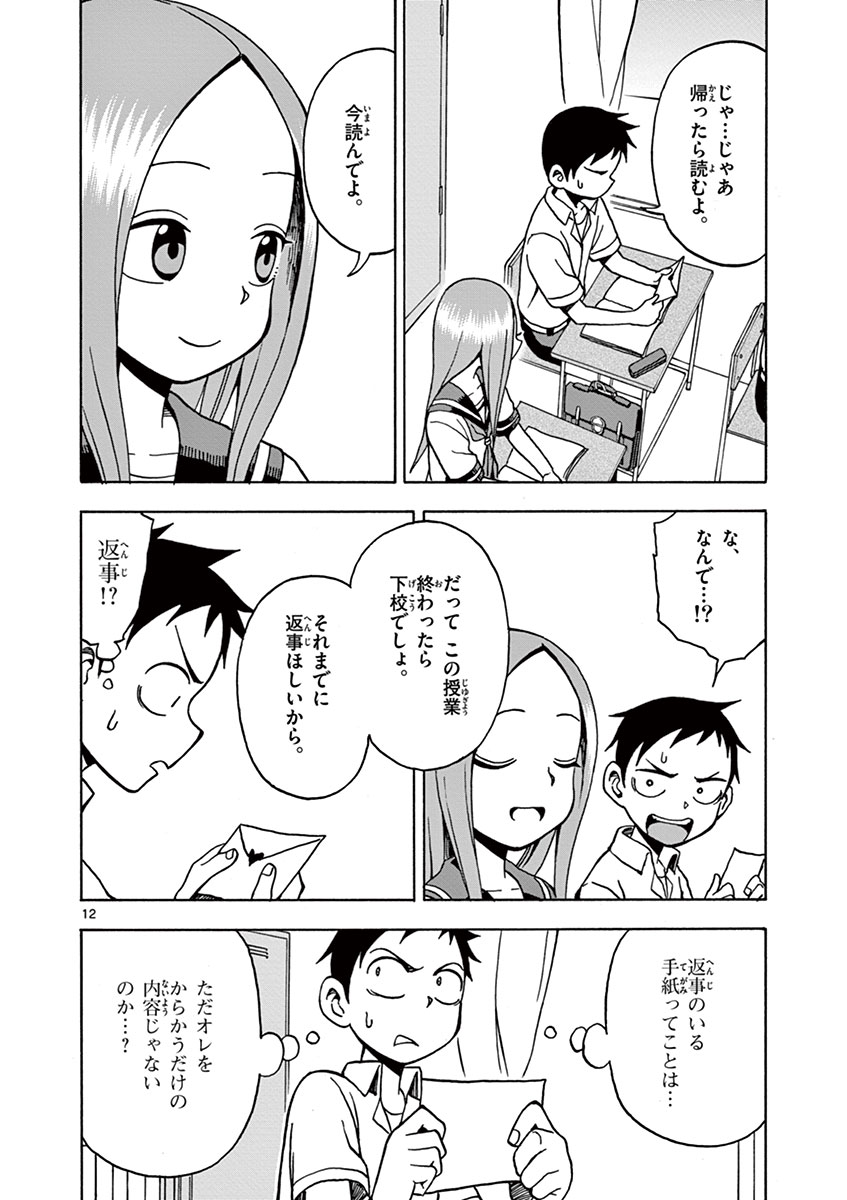 じゃ…じゃあ
帰ったら読むよ。
今読んでよ。
な、
なんで…!?
だって この授業
終わったら
下校でしょ。
それまでに
返事ほしいから。
返事!?
返事のいる
手紙ってことは…
ただオレを
からかうだけの
内容じゃない
のか…?
12